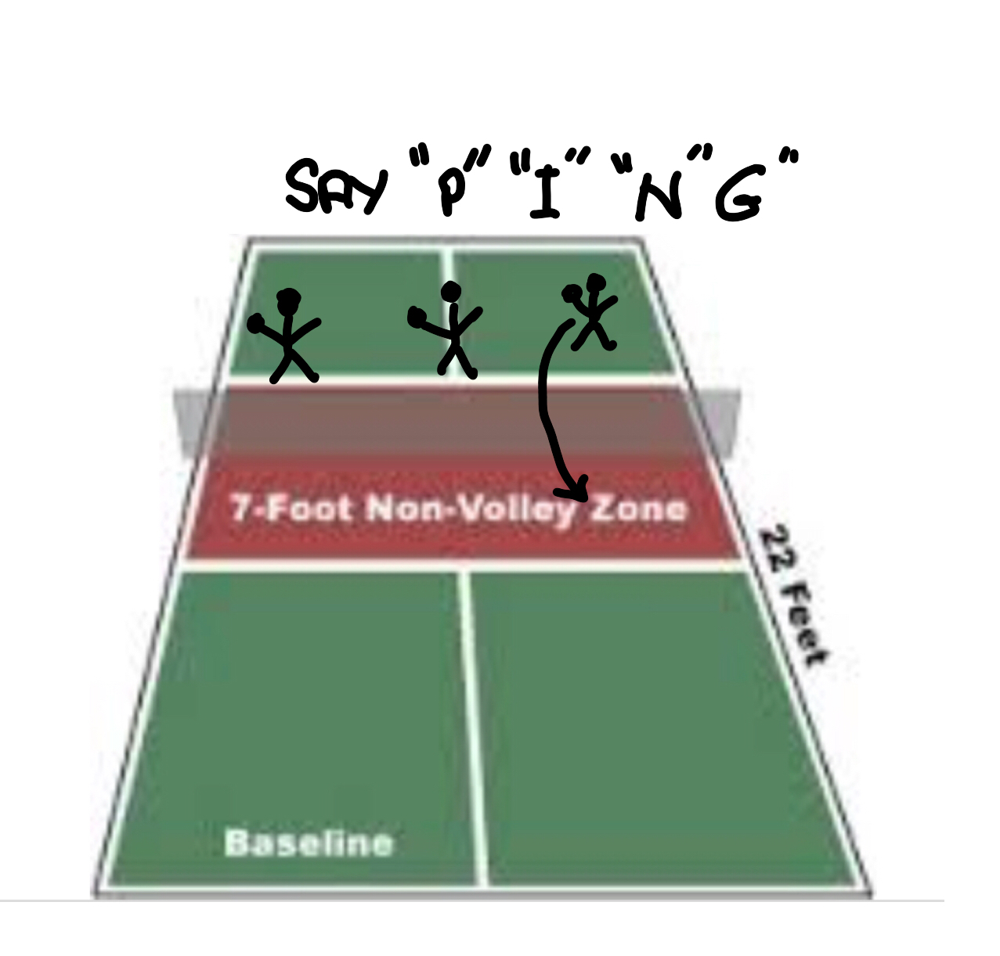 SAY "P" "I" "N" G"
7-Foot Non-Volley Zone
22 Feet
Baseline